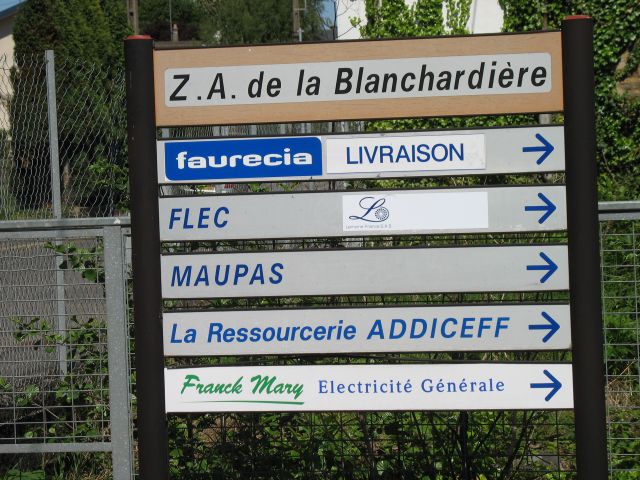 Z.A. de la Blanchardière
faurecia LIVRAISON
FLEC
MAUPAS
La Ressourcerie ADDICEFF
Franck Mary Electricité Générale